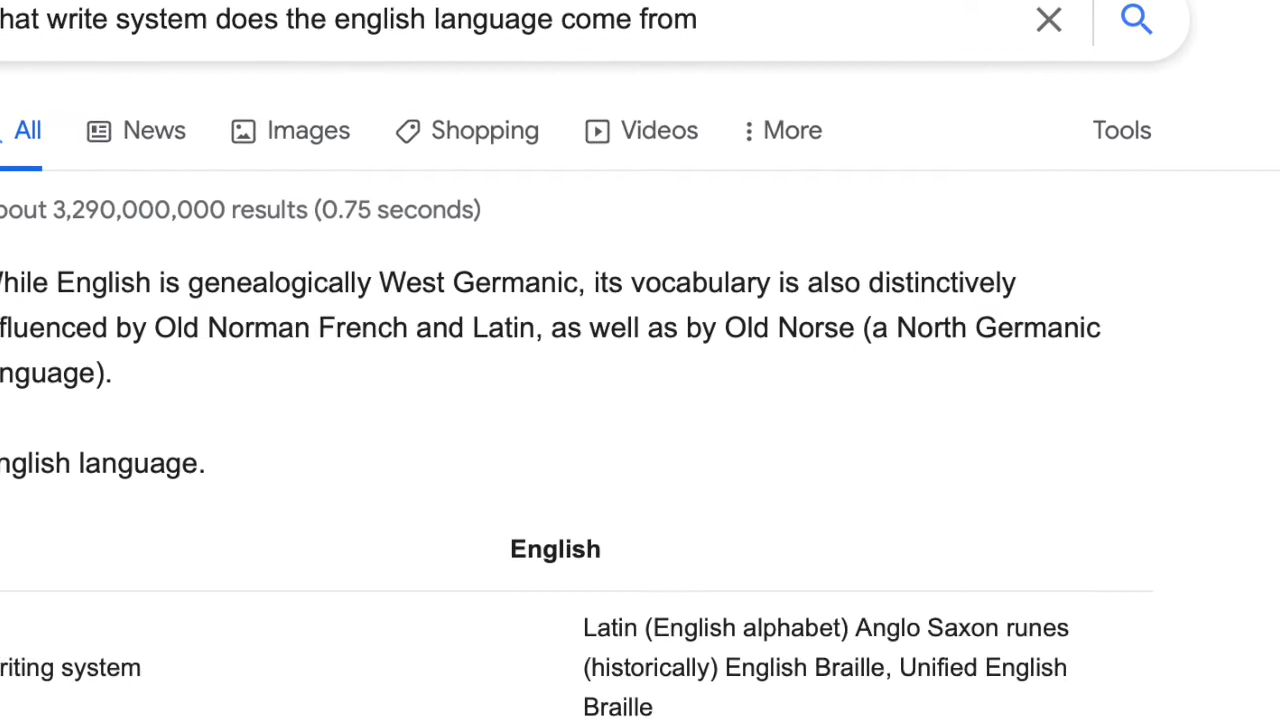 hat write system does the english language come from
All News Images Shopping Videos More Tools
bout 3,290,000,000 results (0.75 seconds)
hile English is genealogically West Germanic, its vocabulary is also distinctively
fluenced by Old Norman French and Latin, as well as by Old Norse (a North Germanic
nguage).
nglish language.
English
Latin (English alphabet) Anglo Saxon runes
riting system (historically) English Braille, Unified English
Braille